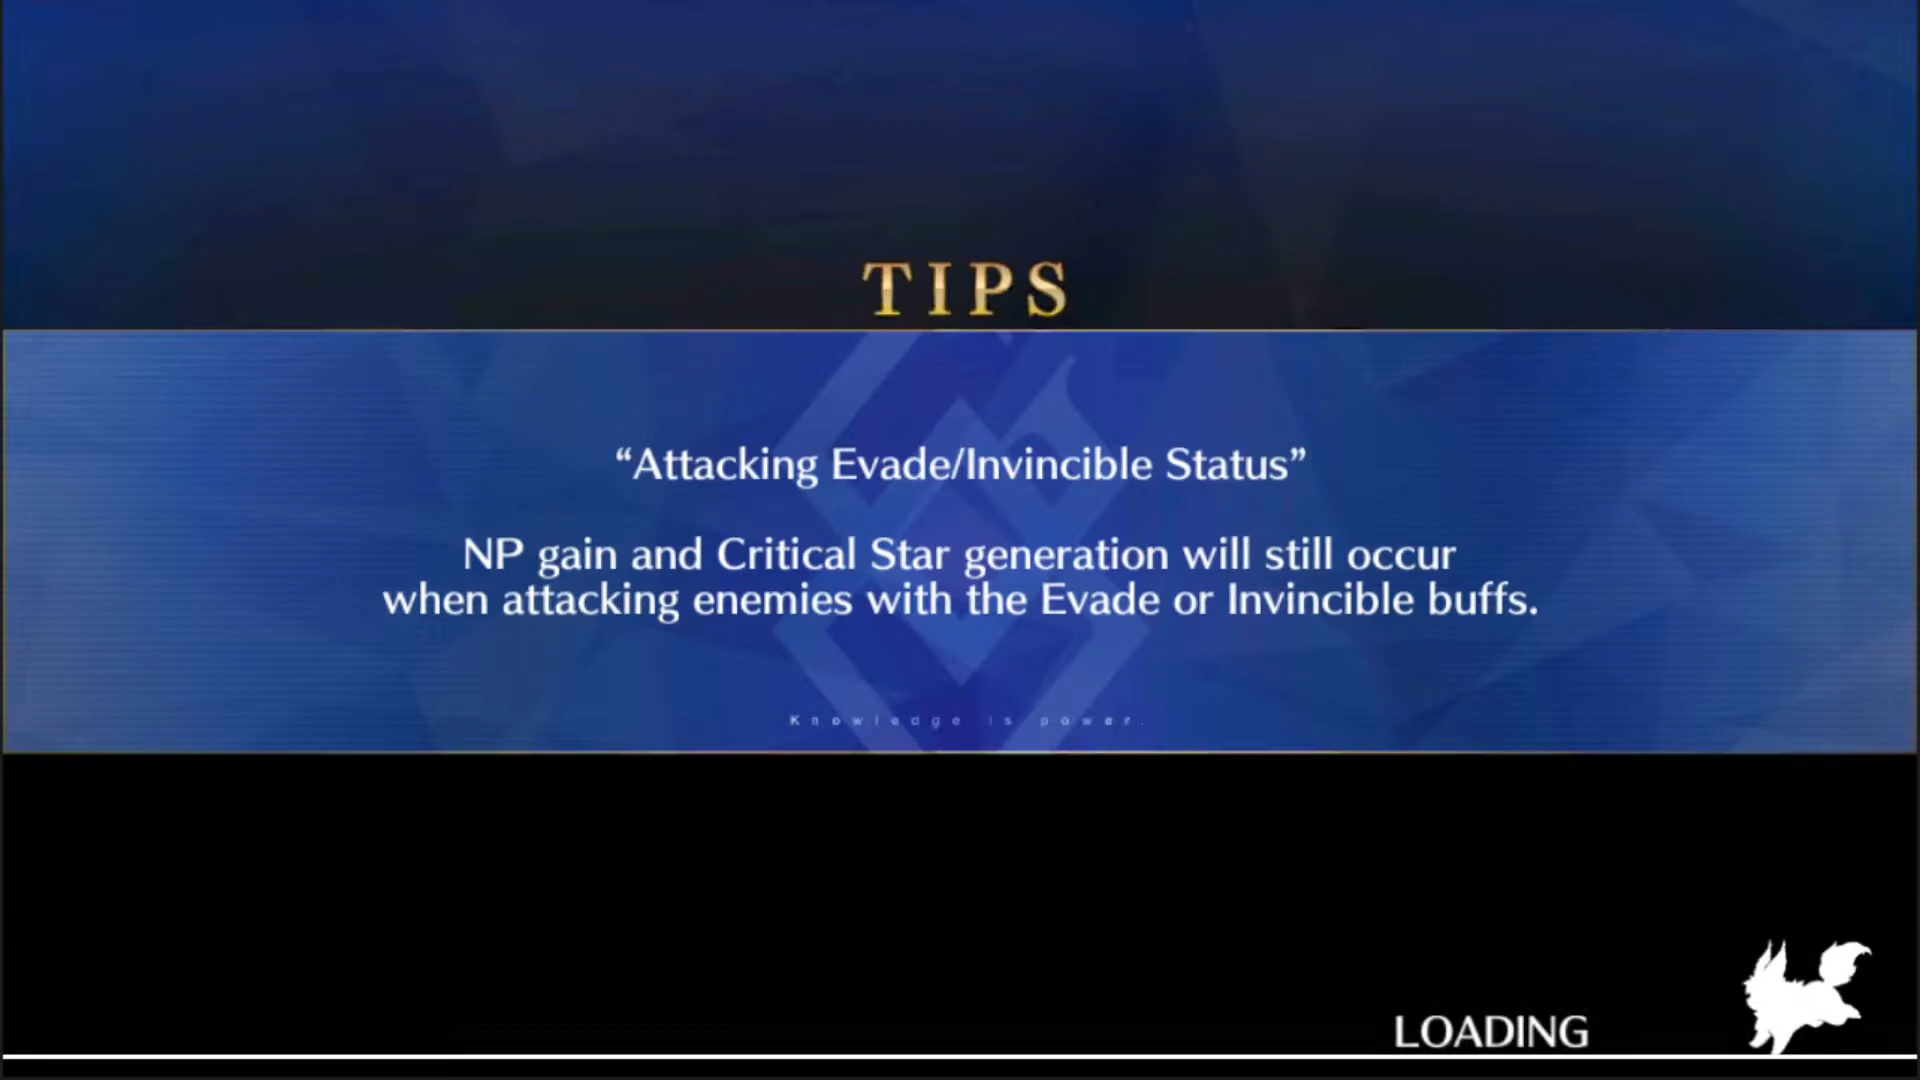 TIPS
“Attacking Evade/Invincible Status”
NP gain and Critical Star generation will still occur
when attacking enemies with the Evade or Invincible buffs.
Knowledge is power.
LOADING